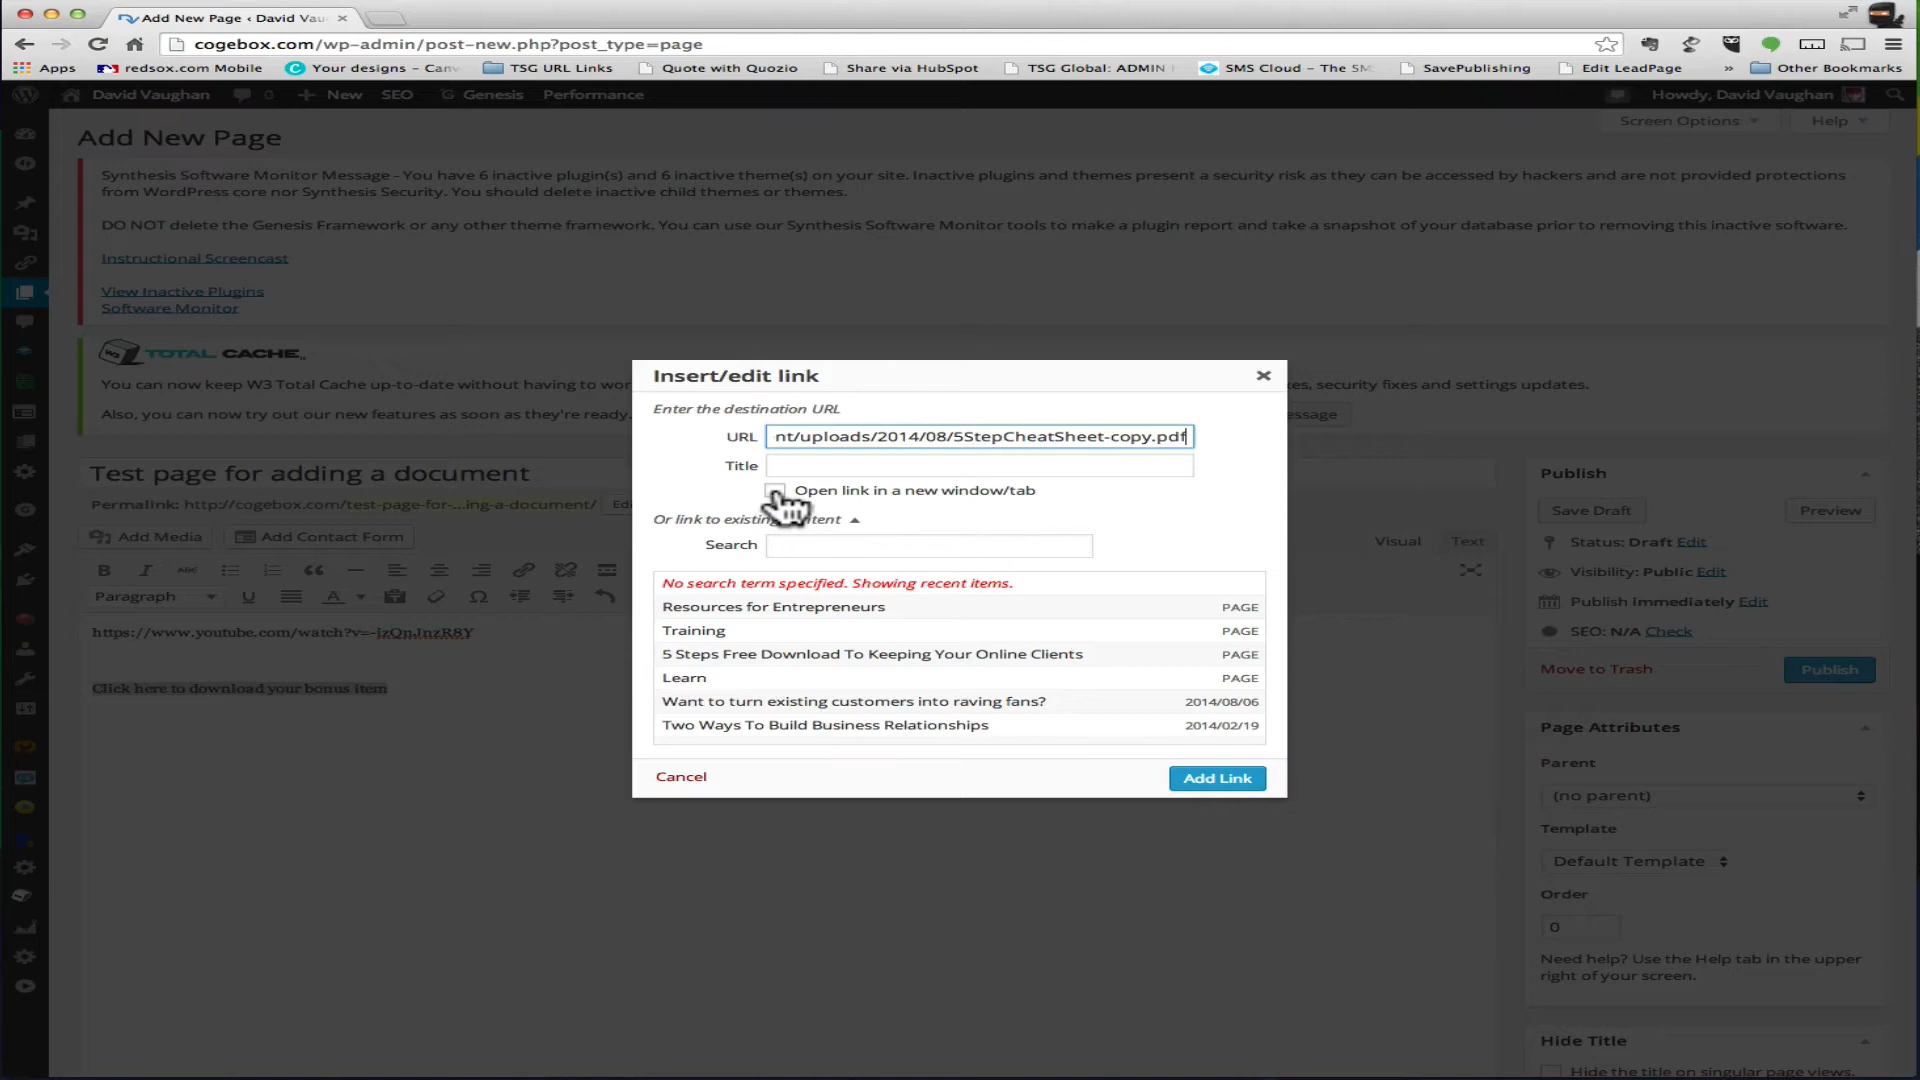 Add New Page ‹ David Vau
cogebox.com/wp-admin/post-new.php?post_type=page
Apps redsox.com Mobile Your designs - Can TSG URL Links Quote with Quozio Share via HubSpot TSG Global: ADMIN SMS Cloud - The SM SavePublishing Edit LeadPage » Other Bookmarks
David Vaughan 0 New SEO Genesis Performance Howdy, David Vaughan
Screen Options Help
Add New Page
Synthesis Software Monitor Message - You have 6 inactive plugin(s) and 6 inactive theme(s) on your site. Inactive plugins and themes present a security risk as they can be accessed by hackers and are not provided protections
from WordPress core nor Synthesis Security. You should delete inactive child themes or themes.
DO NOT delete the Genesis Framework or any other theme framework. You can use our Synthesis Software Monitor tools to make a plugin report and take a snapshot of your database prior to removing this inactive software.
Instructional Screencast
View Inactive Plugins
Software Monitor
W3 TOTAL CACHE
You can now keep W3 Total Cache up-to-date without having to wor es, security fixes and settings updates.
Also, you can now try out our new features as soon as they're ready. essage
Insert/edit link
Enter the destination URL
URL nt/uploads/2014/08/5StepCheatSheet-copy.pdf
Title
Open link in a new window/tab
Or link to existing ntent
Search
No search term specified. Showing recent items.
Resources for Entrepreneurs PAGE
Training PAGE
5 Steps Free Download To Keeping Your Online Clients PAGE
Learn PAGE
Want to turn existing customers into raving fans? 2014/08/06
Two Ways To Build Business Relationships 2014/02/19
Cancel Add Link
Test page for adding a document
Permalink: http://cogebox.com/test-page-for-...ing-a-document/ Edi
Add Media Add Contact Form Visual Text
B I ABC
Paragraph U A Ω
https://www.youtube.com/watch?v=-izQnJnzR8Y
Click here to download your bonus item
Publish
Save Draft Preview
Status: Draft Edit
Visibility: Public Edit
Publish Immediately Edit
SEO: N/A Check
Move to Trash Publish
Page Attributes
Parent
(no parent)
Template
Default Template
Order
0
Need help? Use the Help tab in the upper
right of your screen.
Hide Title
Hide the title on singular page views.